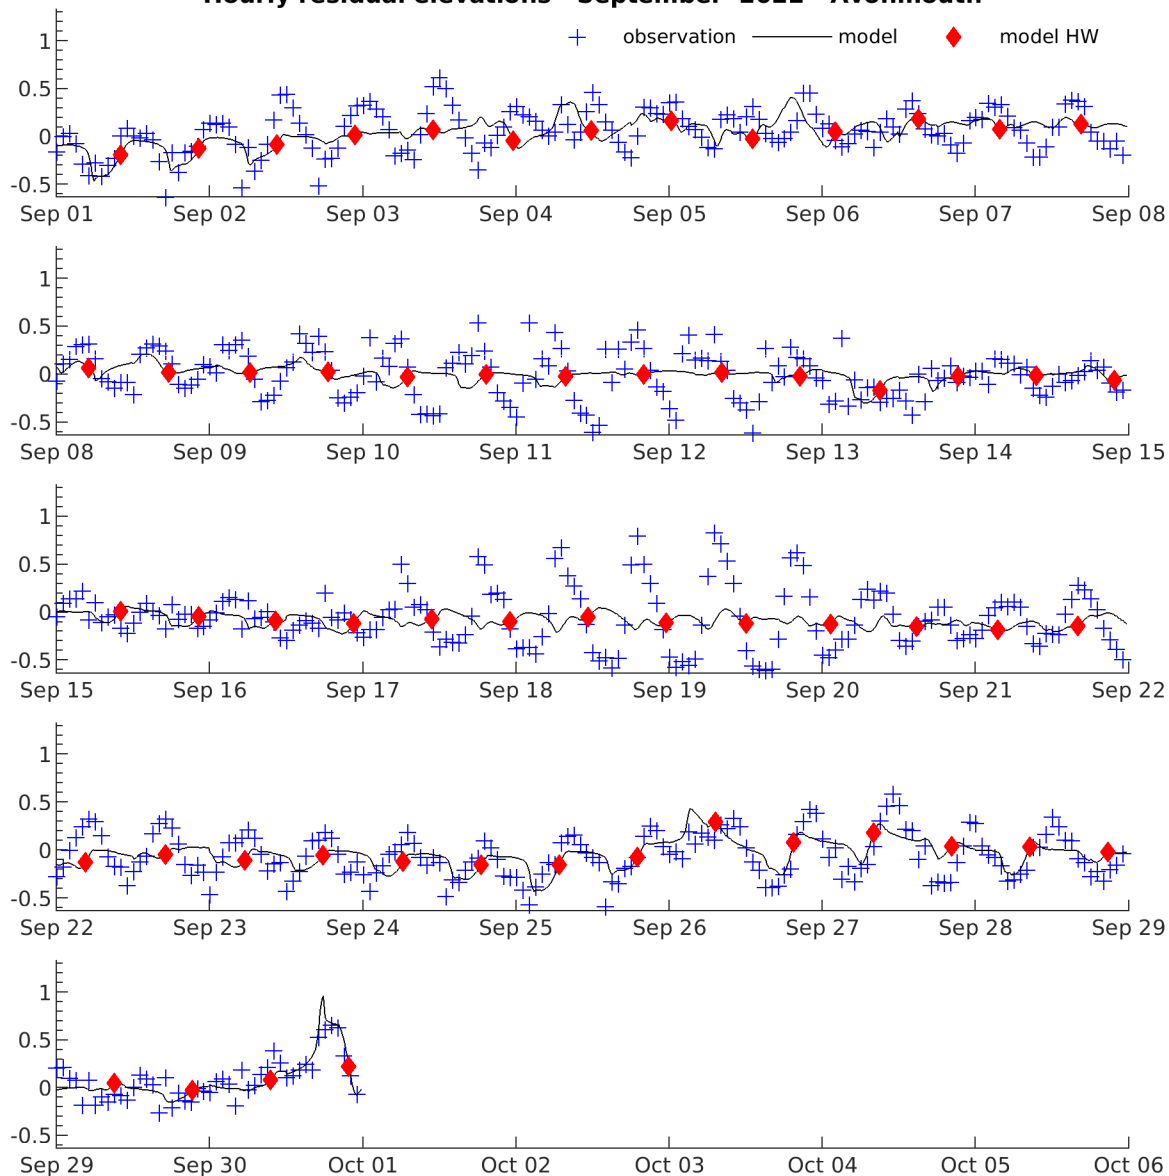 Hourly residual elevations September Avonmouth
observation model model HW
1
0.5
0
-0.5
Sep 01 Sep 02 Sep 03 Sep 04 Sep 05 Sep 06 Sep 07 Sep 08
1
0.5
0
-0.5
Sep 08 Sep 09 Sep 10 Sep 11 Sep 12 Sep 13 Sep 14 Sep 15
1
0.5
0
-0.5
Sep 15 Sep 16 Sep 17 Sep 18 Sep 19 Sep 20 Sep 21 Sep 22
1
0.5
0
-0.5
Sep 22 Sep 23 Sep 24 Sep 25 Sep 26 Sep 27 Sep 28 Sep 29
1
0.5
0
-0.5
Sep 29 Sep 30 Oct 01 Oct 02 Oct 03 Oct 04 Oct 05 Oct 06